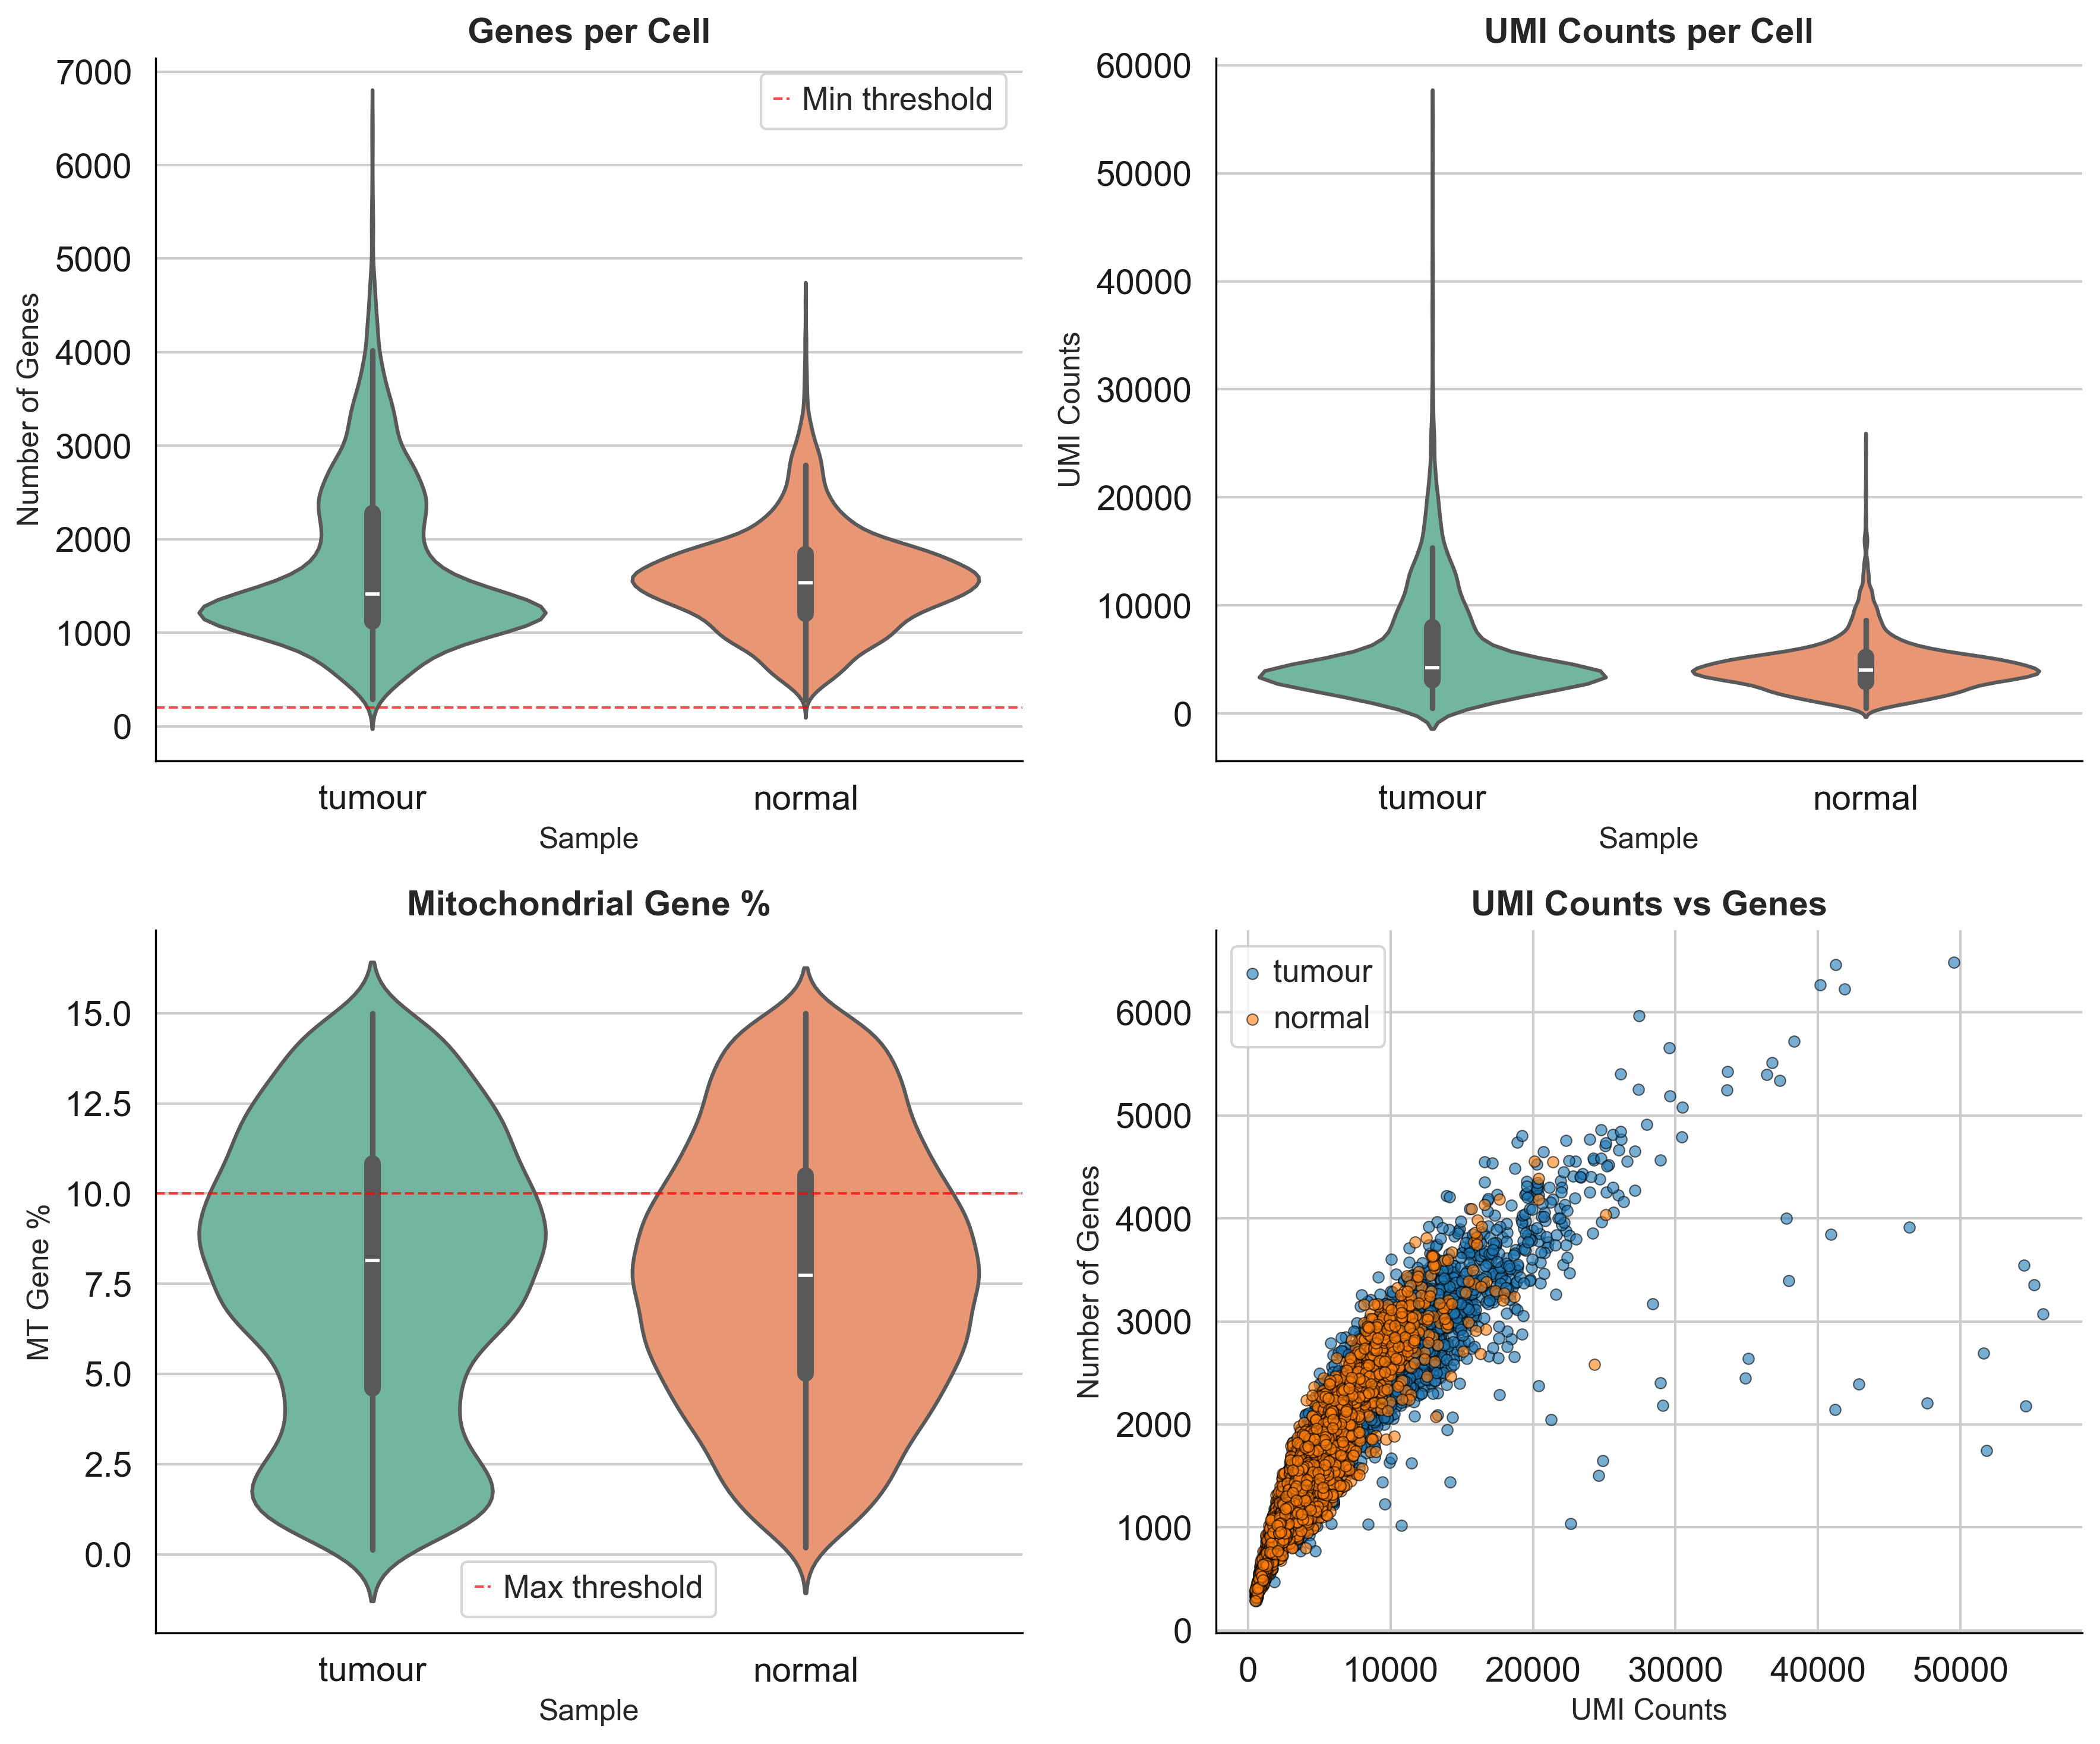 Genes per Cell
7000
6000
5000
4000
3000
2000
1000
0
Number of Genes
Min threshold
tumour
normal
Sample
UMI Counts per Cell
60000
50000
40000
30000
20000
10000
0
UMI Counts
tumour
normal
Sample
Mitochondrial Gene %
15.0
12.5
10.0
7.5
5.0
2.5
0.0
MT Gene %
Max threshold
tumour
normal
Sample
UMI Counts vs Genes
tumour
normal
6000
5000
4000
3000
2000
1000
0
Number of Genes
0 10000 20000 30000 40000 50000
UMI Counts